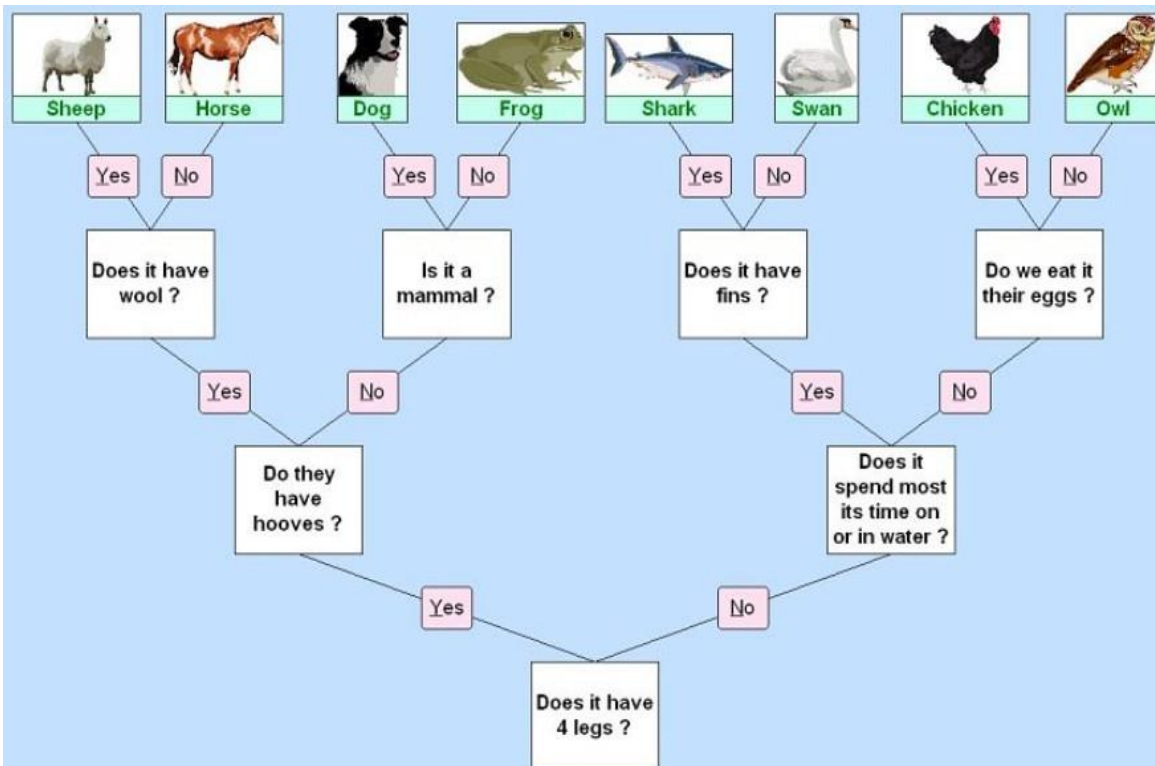 Sheep
Horse
Dog
Frog
Shark
Swan
Chicken
Owl
Yes
No
Yes
No
Yes
No
Yes
No
Does it have
wool ?
Is it a
mammal ?
Does it have
fins ?
Do we eat it
their eggs ?
Yes
No
Yes
No
Do they
have
hooves ?
Does it
spend most
its time on
or in water ?
Yes
No
Does it have
4 legs ?